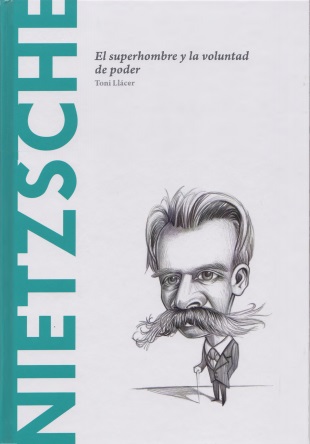 NIETZSCHE
El superhombre y la voluntad
de poder
Toni Llácer